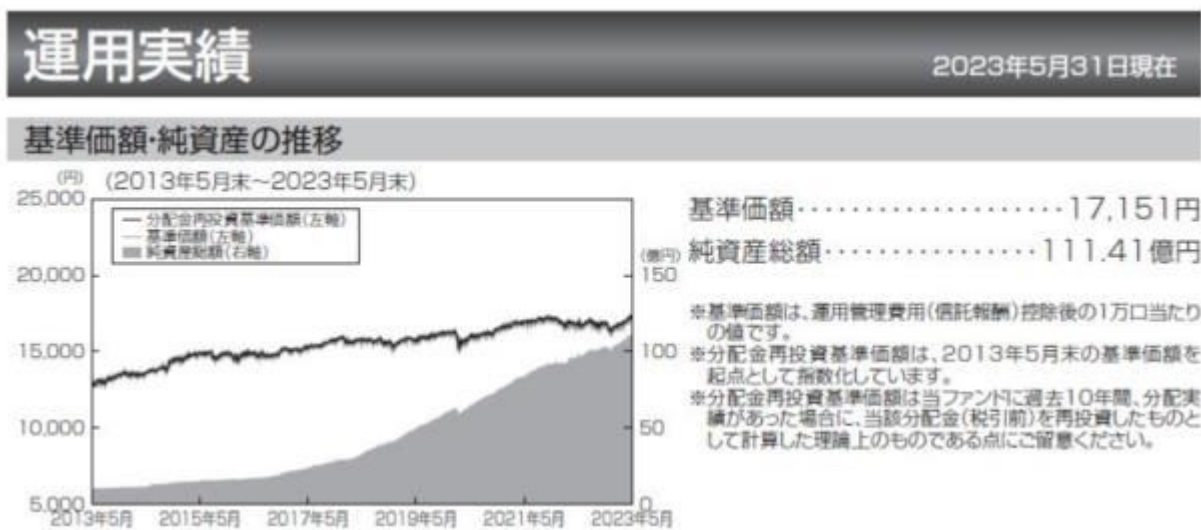 運用実績
2023年5月31日現在
基準価額・純資産の推移
(円)
(2013年5月末〜2023年5月末)
25,000
20,000
15,000
10,000
5,000
分配金再投資基準価額(左軸)
基準価額(左軸)
純資産総額(右軸)
(億円)
150
100
50
0
2013年5月
2015年5月
2017年5月
2019年5月
2021年5月
2023年5月
基準価額・・・・・・・・・・・・・・・・・・・・17,151円
純資産総額・・・・・・・・・・・・・・・・111.41億円
※基準価額は、運用管理費用(信託報酬)控除後の1万口当たり
の値です。
※分配金再投資基準価額は、2013年5月末の基準価額を
起点として指数化しています。
※分配金再投資基準価額は当ファンドに過去10年間、分配実
績があった場合に、当該分配金(税引前)を再投資したものと
して計算した理論上のものである点にご留意ください。